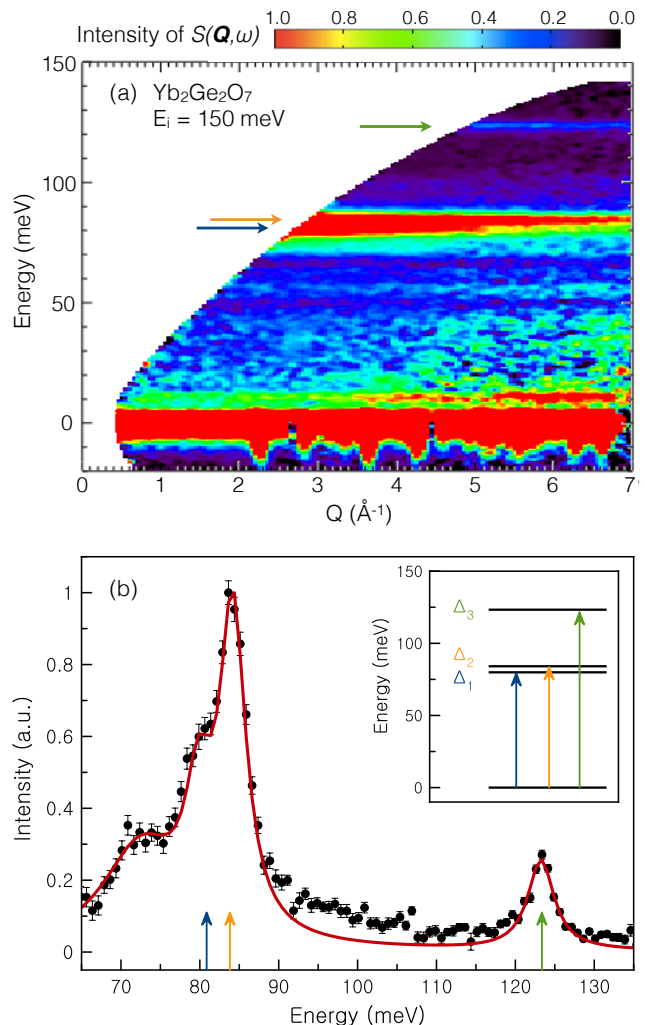 Intensity of S(Q,ω)
1.0 0.8 0.6 0.4 0.2 0.0
(a) Yb₂Ge₂O₇
Eᵢ = 150 meV
150
100
50
0
Energy (meV)
0 1 2 3 4 5 6 7
Q (Å⁻¹)
(b)
1
0.8
0.6
0.4
0.2
0
Intensity (a.u.)
150
100
50
0
Energy (meV)
Δ₃
Δ₂
Δ₁
70 80 90 100 110 120 130
Energy (meV)